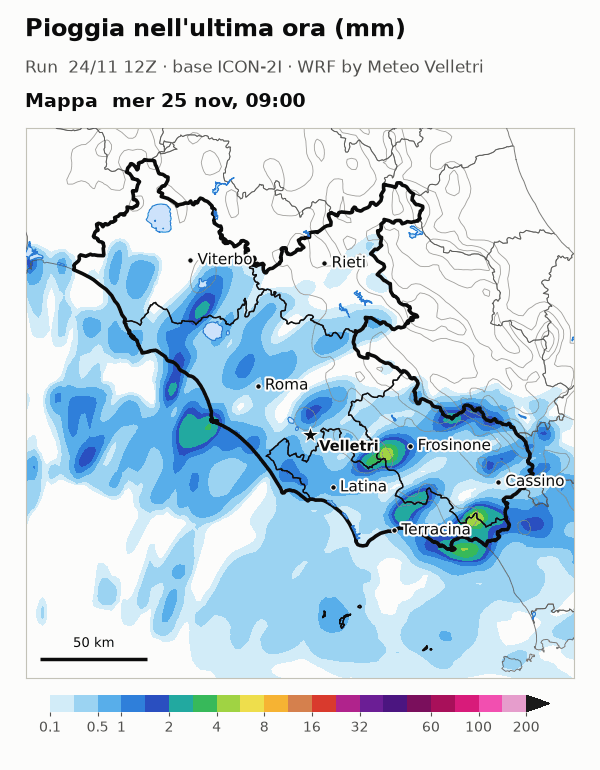 Pioggia nell'ultima ora (mm)
Run  24/11 12Z · base ICON-2I · WRF by Meteo Velletri
Mappa  mer 25 nov, 09:00
Viterbo
Rieti
Roma
Velletri
Frosinone
Latina
Cassino
Terracina
50 km
0.1 0.5 1 2 4 8 16 32 60 100 200